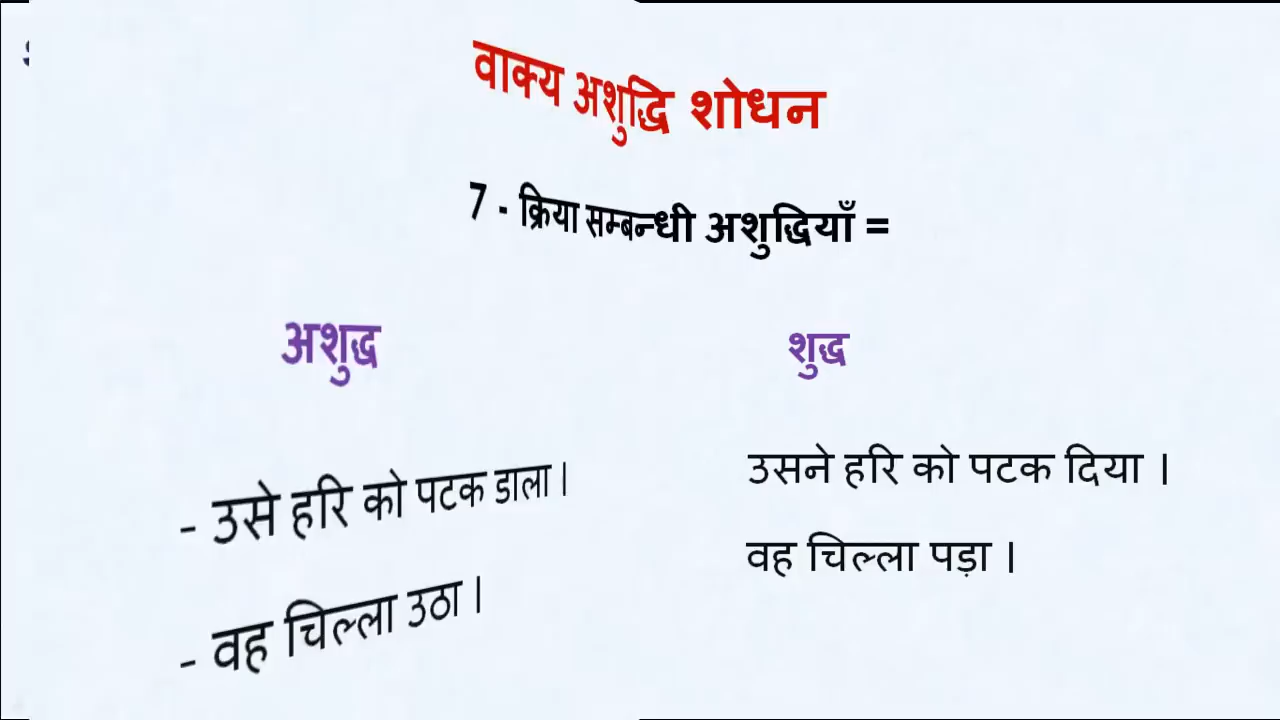 वाक्य अशुद्धि शोधन
7 - क्रिया सम्बन्धी अशुद्धियाँ =
अशुद्ध
शुद्ध
- उसे हरि को पटक डाला ।
उसने हरि को पटक दिया ।
- वह चिल्ला उठा ।
वह चिल्ला पड़ा ।